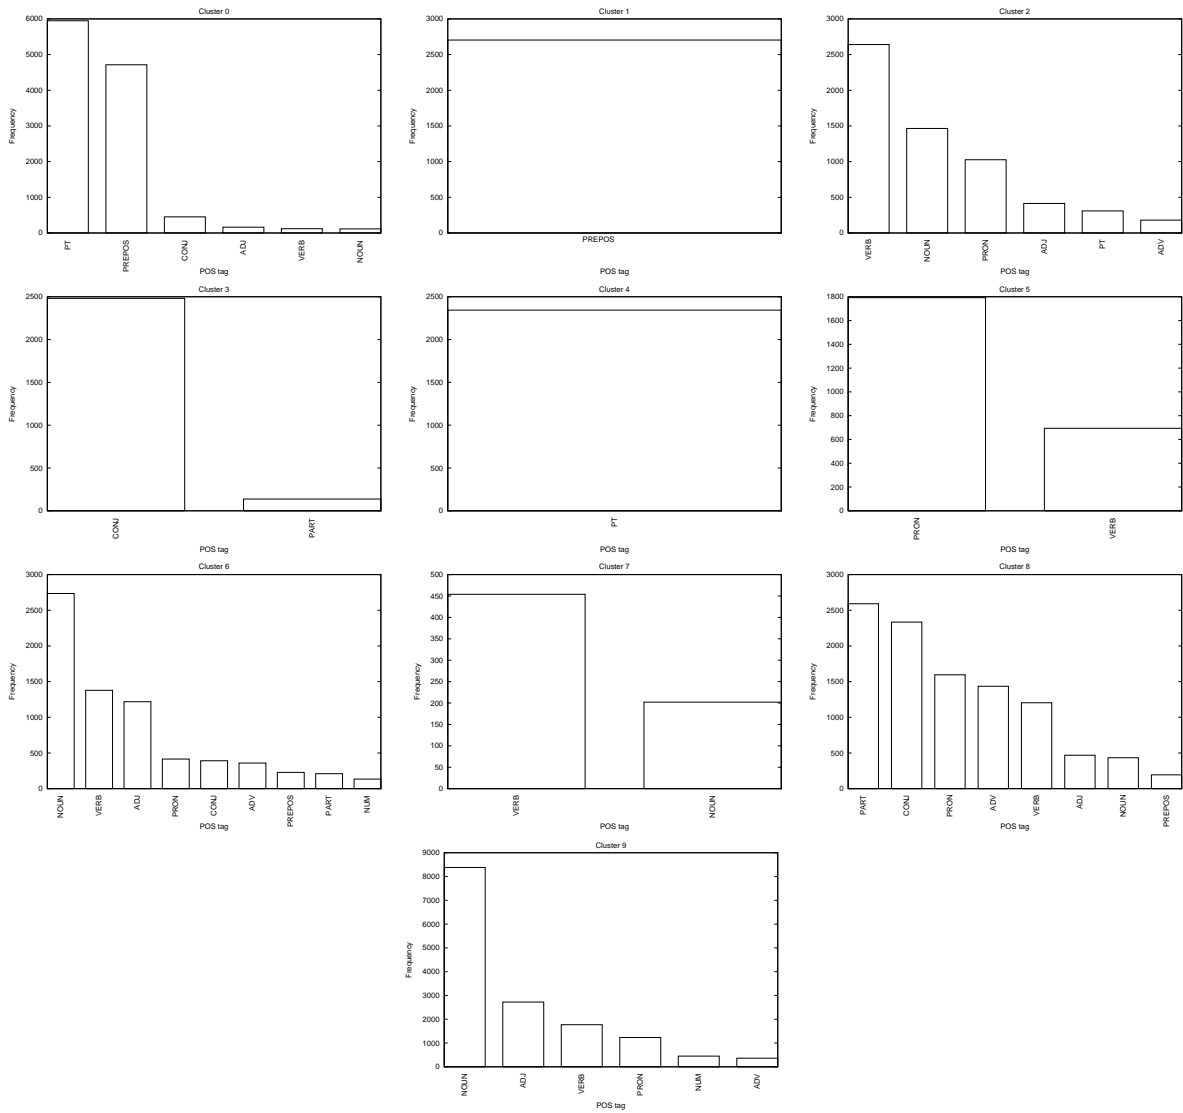 Cluster 0
6000
5000
4000
3000
2000
1000
0
Frequency
PT
PREPOS
CONJ
ADJ
VERB
NOUN
POS tag
Cluster 1
3000
2500
2000
1500
1000
500
0
Frequency
PREPOS
POS tag
Cluster 2
3000
2500
2000
1500
1000
500
0
Frequency
VERB
NOUN
PRON
ADJ
PT
ADV
POS tag
Cluster 3
2500
2000
1500
1000
500
0
Frequency
CONJ
PART
POS tag
Cluster 4
2500
2000
1500
1000
500
0
Frequency
PT
POS tag
Cluster 5
1800
1600
1400
1200
1000
800
600
400
200
0
Frequency
PRON
VERB
POS tag
Cluster 6
3000
2500
2000
1500
1000
500
0
Frequency
NOUN
VERB
ADJ
PRON
CONJ
ADV
PREPOS
PART
NUM
POS tag
Cluster 7
500
450
400
350
300
250
200
150
100
50
0
Frequency
VERB
NOUN
POS tag
Cluster 8
3000
2500
2000
1500
1000
500
0
Frequency
PART
CONJ
PRON
ADV
VERB
ADJ
NOUN
PREPOS
POS tag
Cluster 9
9000
8000
7000
6000
5000
4000
3000
2000
1000
0
Frequency
NOUN
ADJ
VERB
PRON
NUM
ADV
POS tag